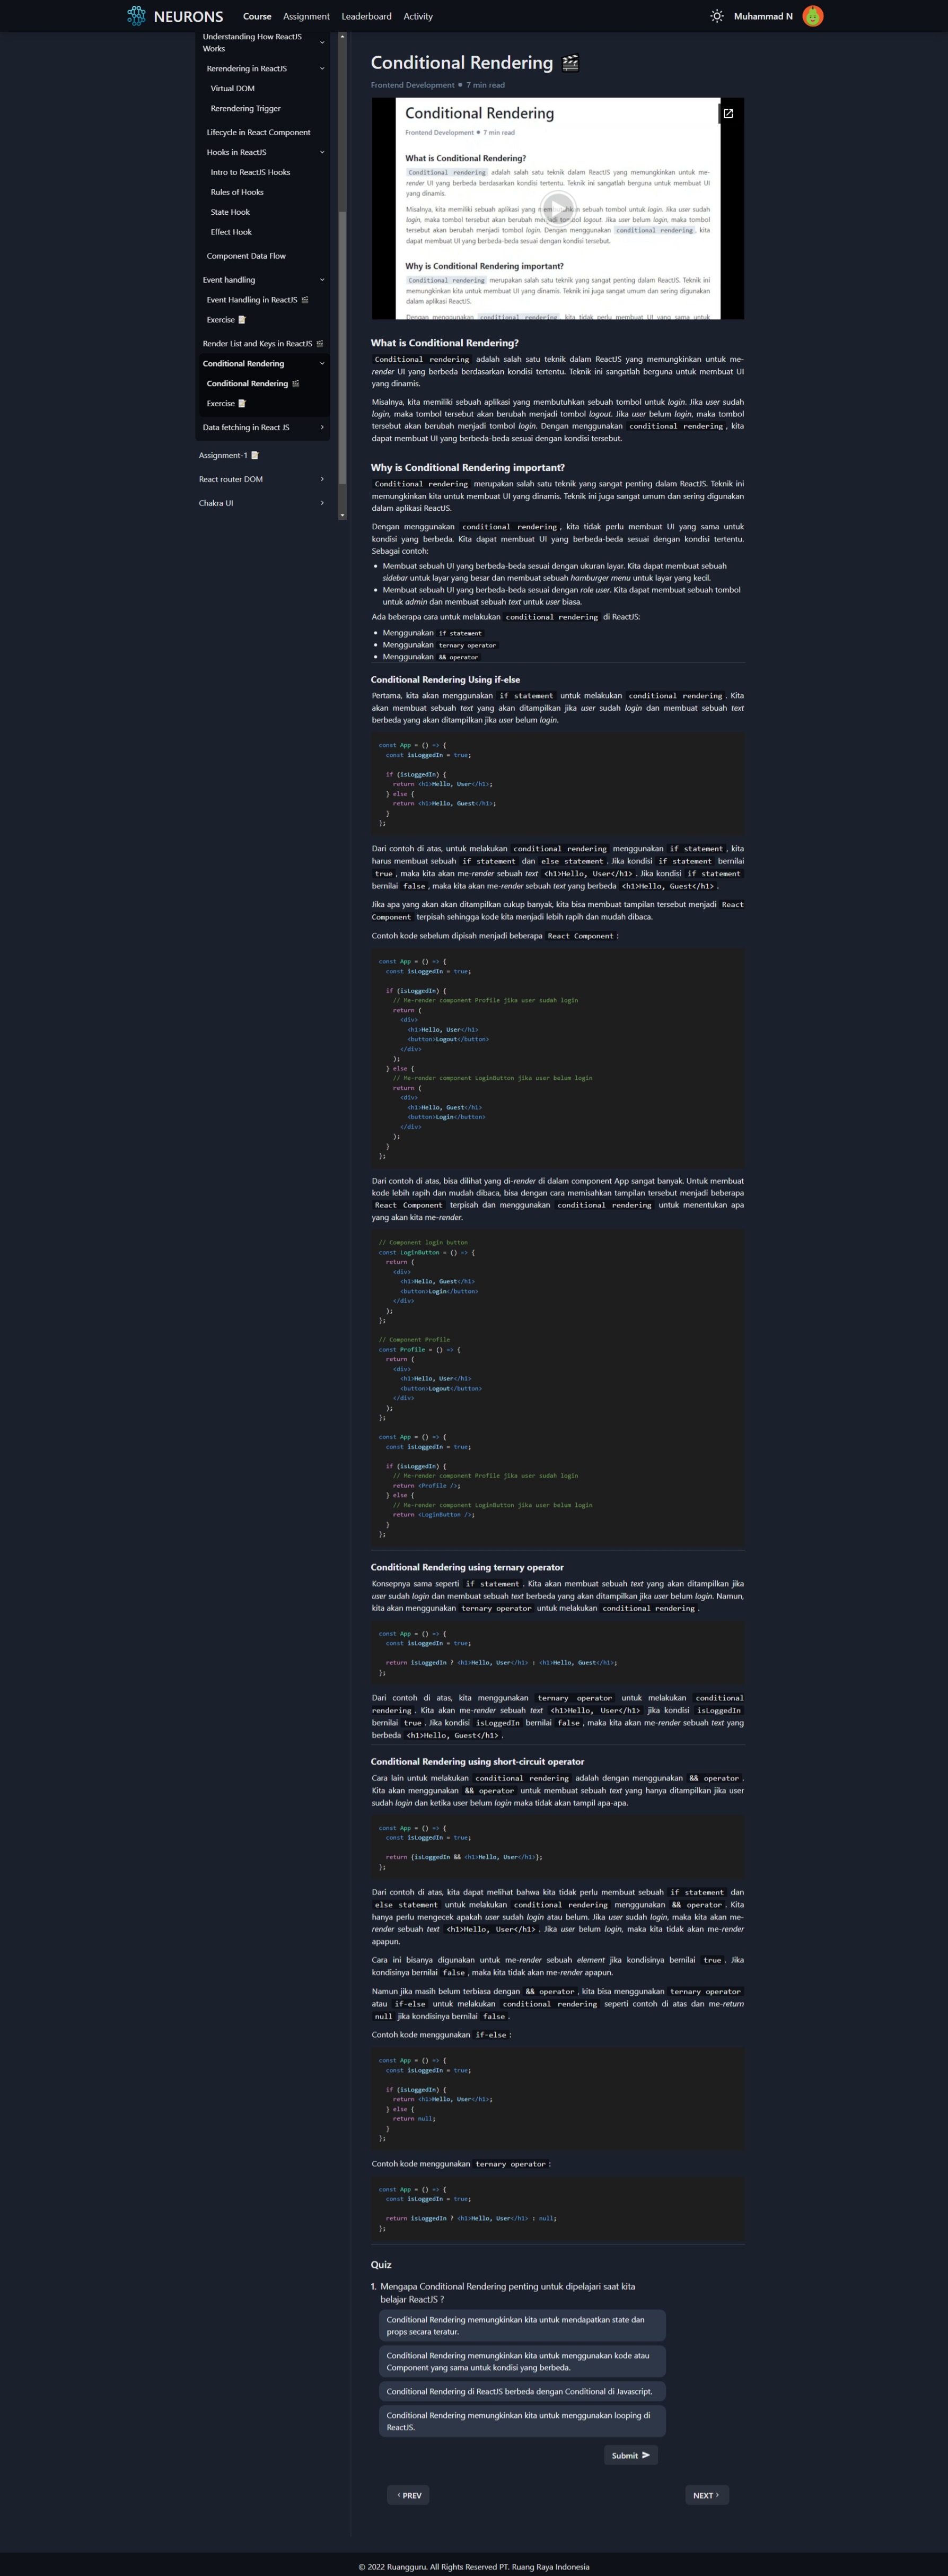 NEURONS
Course
Assignment
Leaderboard
Activity
Muhammad N
Understanding How ReactJS
Works
Rerendering in ReactJS
Virtual DOM
Rerendering Trigger
Lifecycle in React Component
Hooks in ReactJS
Intro to ReactJS Hooks
Rules of Hooks
State Hook
Effect Hook
Component Data Flow
Event handling
Event Handling in ReactJS
Exercise
Render List and Keys in ReactJS
Conditional Rendering
Conditional Rendering
Exercise
Data fetching in React JS
Assignment-1
React router DOM
Chakra UI
Conditional Rendering
Frontend Development • 7 min read
Conditional Rendering
Frontend Development • 7 min read
What is Conditional Rendering?
Conditional rendering adalah salah satu teknik dalam ReactJS yang memungkinkan untuk me-
render UI yang berbeda berdasarkan kondisi tertentu. Teknik ini sangatlah berguna untuk membuat UI
yang dinamis.
Misalnya, kita memiliki sebuah aplikasi yang sebuah tombol untuk login. Jika user sudah
login, maka tombol tersebut akan berubah menjadi tombol logout. Jika user belum login, maka tombol
tersebut akan berubah menjadi tombol login. Dengan menggunakan conditional rendering, kita
dapat membuat UI yang berbeda-beda sesuai dengan kondisi tersebut.
Why is Conditional Rendering important?
Conditional rendering merupakan salah satu teknik yang sangat penting dalam ReactJS. Teknik ini
memungkinkan kita untuk membuat UI yang dinamis. Teknik ini juga sangat umum dan sering digunakan
dalam aplikasi ReactJS.
Dengan menggunakan conditional rendering, kita tidak perlu membuat UI yang sama untuk
What is Conditional Rendering?
Conditional rendering adalah salah satu teknik dalam ReactJS yang memungkinkan untuk me-
render UI yang berbeda berdasarkan kondisi tertentu. Teknik ini sangatlah berguna untuk membuat UI
yang dinamis.
Misalnya, kita memiliki sebuah aplikasi yang membutuhkan sebuah tombol untuk login. Jika user sudah
login, maka tombol tersebut akan berubah menjadi tombol logout. Jika user belum login, maka tombol
tersebut akan berubah menjadi tombol login. Dengan menggunakan conditional rendering, kita
dapat membuat UI yang berbeda-beda sesuai dengan kondisi tersebut.
Why is Conditional Rendering important?
Conditional rendering merupakan salah satu teknik yang sangat penting dalam ReactJS. Teknik ini
memungkinkan kita untuk membuat UI yang dinamis. Teknik ini juga sangat umum dan sering digunakan
dalam aplikasi ReactJS.
Dengan menggunakan conditional rendering, kita tidak perlu membuat UI yang sama untuk
kondisi yang berbeda. Kita dapat membuat UI yang berbeda-beda sesuai dengan kondisi tertentu.
Sebagai contoh:
• Membuat sebuah UI yang berbeda-beda sesuai dengan ukuran layar. Kita dapat membuat sebuah
sidebar untuk layar yang besar dan membuat sebuah hamburger menu untuk layar yang kecil.
• Membuat sebuah UI yang berbeda-beda sesuai dengan role user. Kita dapat membuat sebuah tombol
untuk admin dan membuat sebuah text untuk user biasa.
Ada beberapa cara untuk melakukan conditional rendering di ReactJS:
• Menggunakan if statement
• Menggunakan ternary operator
• Menggunakan && operator
Conditional Rendering Using if-else
Pertama, kita akan menggunakan if statement untuk melakukan conditional rendering. Kita
akan membuat sebuah text yang akan ditampilkan jika user sudah login dan membuat sebuah text
berbeda yang akan ditampilkan jika user belum login.
const App = () => {
const isLoggedIn = true;
if (isLoggedIn) {
return <h1>Hello, User</h1>;
} else {
return <h1>Hello, Guest</h1>;
}
};
Dari contoh di atas, untuk melakukan conditional rendering menggunakan if statement, kita
harus membuat sebuah if statement dan else statement. Jika kondisi if statement bernilai
true, maka kita akan me-render sebuah text <h1>Hello, User</h1>. Jika kondisi if statement
bernilai false, maka kita akan me-render sebuah text yang berbeda <h1>Hello, Guest</h1>.
Jika apa yang akan akan ditampilkan cukup banyak, kita bisa membuat tampilan tersebut menjadi React
Component terpisah sehingga kode kita menjadi lebih rapih dan mudah dibaca.
Contoh kode sebelum dipisah menjadi beberapa React Component:
const App = () => {
const isLoggedIn = true;
if (isLoggedIn) {
// Me-render component Profile jika user sudah login
return (
<div>
<h1>Hello, User</h1>
<button>Logout</button>
</div>
);
} else {
// Me-render component LoginButton jika user belum login
return (
<div>
<h1>Hello, Guest</h1>
<button>Login</button>
</div>
);
}
};
Dari contoh di atas, bisa dilihat yang di-render di dalam component App sangat banyak. Untuk membuat
kode lebih rapih dan mudah dibaca, bisa dengan cara memisahkan tampilan tersebut menjadi beberapa
React Component terpisah dan menggunakan conditional rendering untuk menentukan apa
yang akan kita me-render.
// Component login button
const LoginButton = () => {
return (
<div>
<h1>Hello, Guest</h1>
<button>Login</button>
</div>
);
};
// Component Profile
const Profile = () => {
return (
<div>
<h1>Hello, User</h1>
<button>Logout</button>
</div>
);
};
const App = () => {
const isLoggedIn = true;
if (isLoggedIn) {
// Me-render component Profile jika user sudah login
return <Profile />;
} else {
// Me-render component LoginButton jika user belum login
return <LoginButton />;
}
};
Conditional Rendering using ternary operator
Konsepnya sama seperti if statement. Kita akan membuat sebuah text yang akan ditampilkan jika
user sudah login dan membuat sebuah text berbeda yang akan ditampilkan jika user belum login. Namun,
kita akan menggunakan ternary operator untuk melakukan conditional rendering.
const App = () => {
const isLoggedIn = true;
return isLoggedIn ? <h1>Hello, User</h1> : <h1>Hello, Guest</h1>;
};
Dari contoh di atas, kita menggunakan ternary operator untuk melakukan conditional
rendering. Kita akan me-render sebuah text <h1>Hello, User</h1> jika kondisi isLoggedIn
bernilai true. Jika kondisi isLoggedIn bernilai false, maka kita akan me-render sebuah text yang
berbeda <h1>Hello, Guest</h1>.
Conditional Rendering using short-circuit operator
Cara lain untuk melakukan conditional rendering adalah dengan menggunakan && operator.
Kita akan menggunakan && operator untuk membuat sebuah text yang hanya ditampilkan jika user
sudah login dan ketika user belum login maka tidak akan tampil apa-apa.
const App = () => {
const isLoggedIn = true;
return {isLoggedIn && <h1>Hello, User</h1>};
};
Dari contoh di atas, kita dapat melihat bahwa kita tidak perlu membuat sebuah if statement dan
else statement untuk melakukan conditional rendering menggunakan && operator. Kita
hanya perlu mengecek apakah user sudah login atau belum. Jika user sudah login, maka kita akan me-
render sebuah text <h1>Hello, User</h1>. Jika user belum login, maka kita tidak akan me-render
apapun.
Cara ini bisanya digunakan untuk me-render sebuah element jika kondisinya bernilai true. Jika
kondisinya bernilai false, maka kita tidak akan me-render apapun.
Namun jika masih belum terbiasa dengan && operator, kita bisa menggunakan ternary operator
atau if-else untuk melakukan conditional rendering seperti contoh di atas dan me-return
null jika kondisinya bernilai false.
Contoh kode menggunakan if-else:
const App = () => {
const isLoggedIn = true;
if (isLoggedIn) {
return <h1>Hello, User</h1>;
} else {
return null;
}
};
Contoh kode menggunakan ternary operator:
const App = () => {
const isLoggedIn = true;
return isLoggedIn ? <h1>Hello, User</h1> : null;
};
Quiz
1. Mengapa Conditional Rendering penting untuk dipelajari saat kita
belajar ReactJS ?
Conditional Rendering memungkinkan kita untuk mendapatkan state dan
props secara teratur.
Conditional Rendering memungkinkan kita untuk menggunakan kode atau
Component yang sama untuk kondisi yang berbeda.
Conditional Rendering di ReactJS berbeda dengan Conditional di Javascript.
Conditional Rendering memungkinkan kita untuk menggunakan looping di
ReactJS.
Submit
‹ PREV
NEXT ›
© 2022 Ruangguru. All Rights Reserved PT. Ruang Raya Indonesia